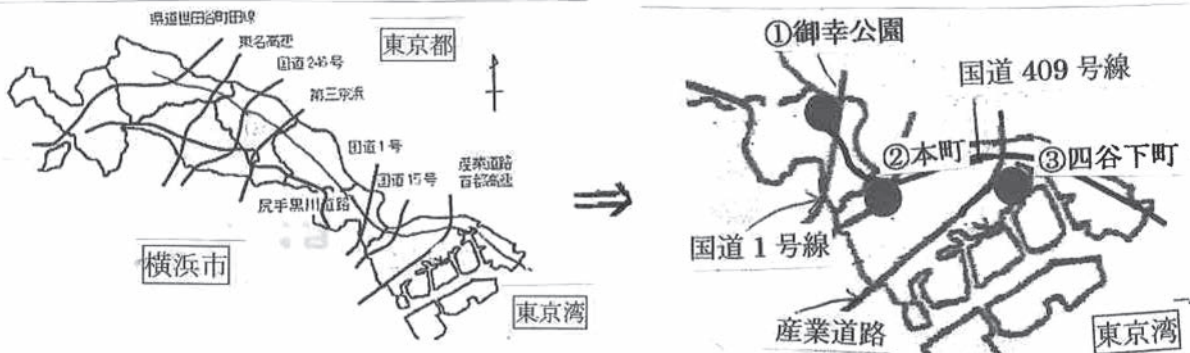 県道世田谷町田線
東京都
東名高速
国道246号
第三京浜
国道1号
産業道路
首都高速
国道15号
尻手黒川道路
横浜市
東京湾
①御幸公園
国道 409 号線
②本町
③四谷下町
国道 1 号線
産業道路
東京湾